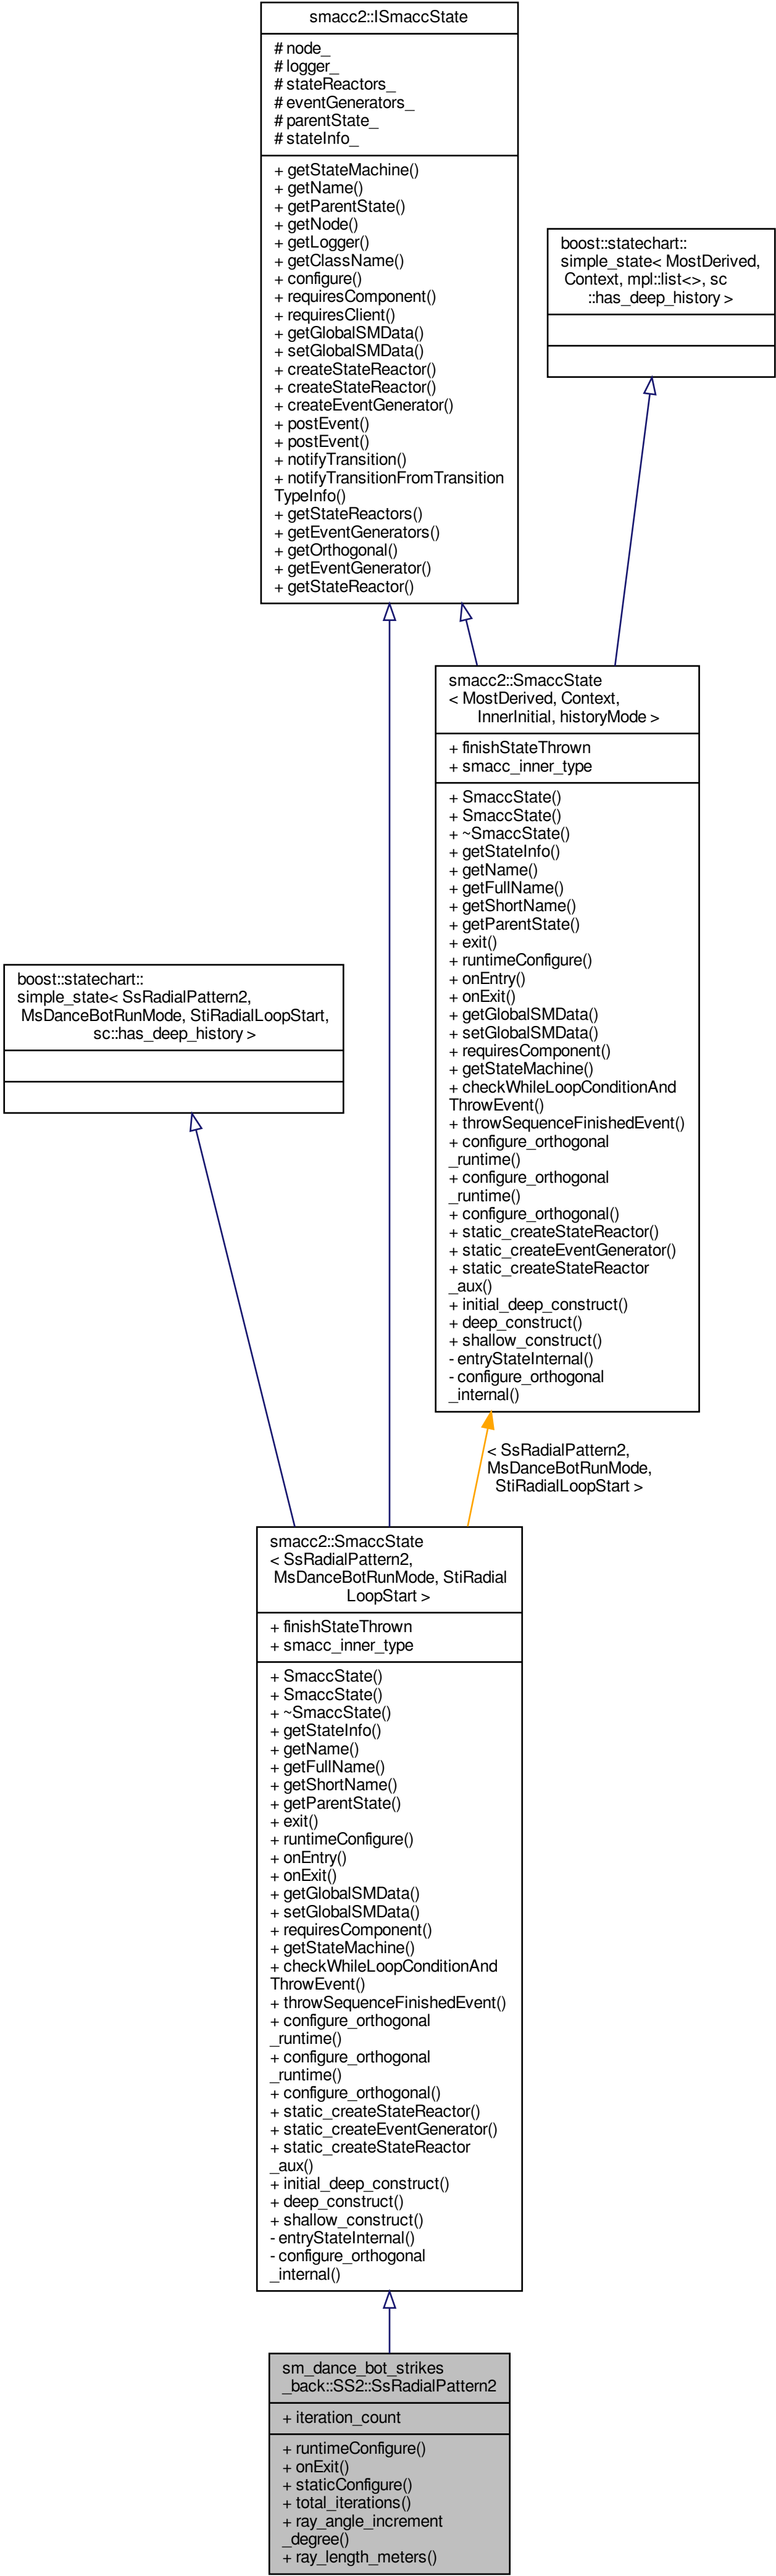 smacc2::ISmaccState
# node_
# logger_
# stateReactors_
# eventGenerators_
# parentState_
# stateInfo_
+ getStateMachine()
+ getName()
+ getParentState()
+ getNode()
+ getLogger()
+ getClassName()
+ configure()
+ requiresComponent()
+ requiresClient()
+ getGlobalSMData()
+ setGlobalSMData()
+ createStateReactor()
+ createStateReactor()
+ createEventGenerator()
+ postEvent()
+ postEvent()
+ notifyTransition()
+ notifyTransitionFromTransition
TypeInfo()
+ getStateReactors()
+ getEventGenerators()
+ getOrthogonal()
+ getEventGenerator()
+ getStateReactor()
boost::statechart::
simple_state< MostDerived,
Context, mpl::list<>, sc
::has_deep_history >
smacc2::SmaccState
< MostDerived, Context,
InnerInitial, historyMode >
+ finishStateThrown
+ smacc_inner_type
+ SmaccState()
+ SmaccState()
+ ~SmaccState()
+ getStateInfo()
+ getName()
+ getFullName()
+ getShortName()
+ getParentState()
+ exit()
+ runtimeConfigure()
+ onEntry()
+ onExit()
+ getGlobalSMData()
+ setGlobalSMData()
+ requiresComponent()
+ getStateMachine()
+ checkWhileLoopConditionAnd
ThrowEvent()
+ throwSequenceFinishedEvent()
+ configure_orthogonal
_runtime()
+ configure_orthogonal
_runtime()
+ configure_orthogonal()
+ static_createStateReactor()
+ static_createEventGenerator()
+ static_createStateReactor
_aux()
+ initial_deep_construct()
+ deep_construct()
+ shallow_construct()
- entryStateInternal()
- configure_orthogonal
_internal()
boost::statechart::
simple_state< SsRadialPattern2,
MsDanceBotRunMode, StiRadialLoopStart,
sc::has_deep_history >
< SsRadialPattern2,
MsDanceBotRunMode,
StiRadialLoopStart >
smacc2::SmaccState
< SsRadialPattern2,
MsDanceBotRunMode, StiRadial
LoopStart >
+ finishStateThrown
+ smacc_inner_type
+ SmaccState()
+ SmaccState()
+ ~SmaccState()
+ getStateInfo()
+ getName()
+ getFullName()
+ getShortName()
+ getParentState()
+ exit()
+ runtimeConfigure()
+ onEntry()
+ onExit()
+ getGlobalSMData()
+ setGlobalSMData()
+ requiresComponent()
+ getStateMachine()
+ checkWhileLoopConditionAnd
ThrowEvent()
+ throwSequenceFinishedEvent()
+ configure_orthogonal
_runtime()
+ configure_orthogonal
_runtime()
+ configure_orthogonal()
+ static_createStateReactor()
+ static_createEventGenerator()
+ static_createStateReactor
_aux()
+ initial_deep_construct()
+ deep_construct()
+ shallow_construct()
- entryStateInternal()
- configure_orthogonal
_internal()
sm_dance_bot_strikes
_back::SS2::SsRadialPattern2
+ iteration_count
+ runtimeConfigure()
+ onExit()
+ staticConfigure()
+ total_iterations()
+ ray_angle_increment
_degree()
+ ray_length_meters()